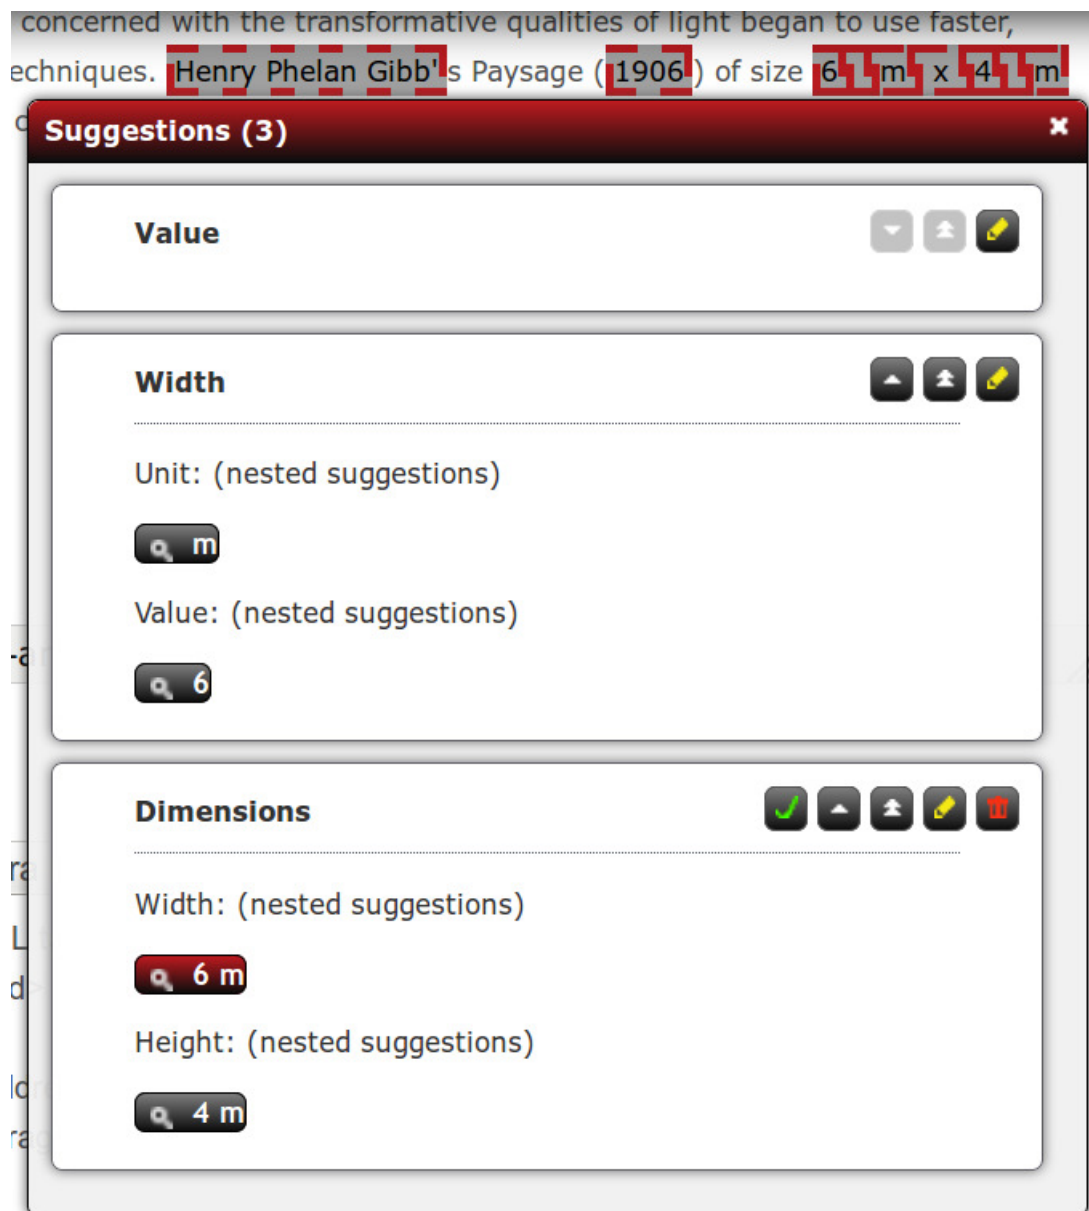 concerned with the transformative qualities of light began to use faster,
echniques. Henry Phelan Gibb's Paysage (1906) of size 6 m x 4 m
Suggestions (3)
Value
Width
Unit: (nested suggestions)
m
Value: (nested suggestions)
6
Dimensions
Width: (nested suggestions)
6 m
Height: (nested suggestions)
4 m